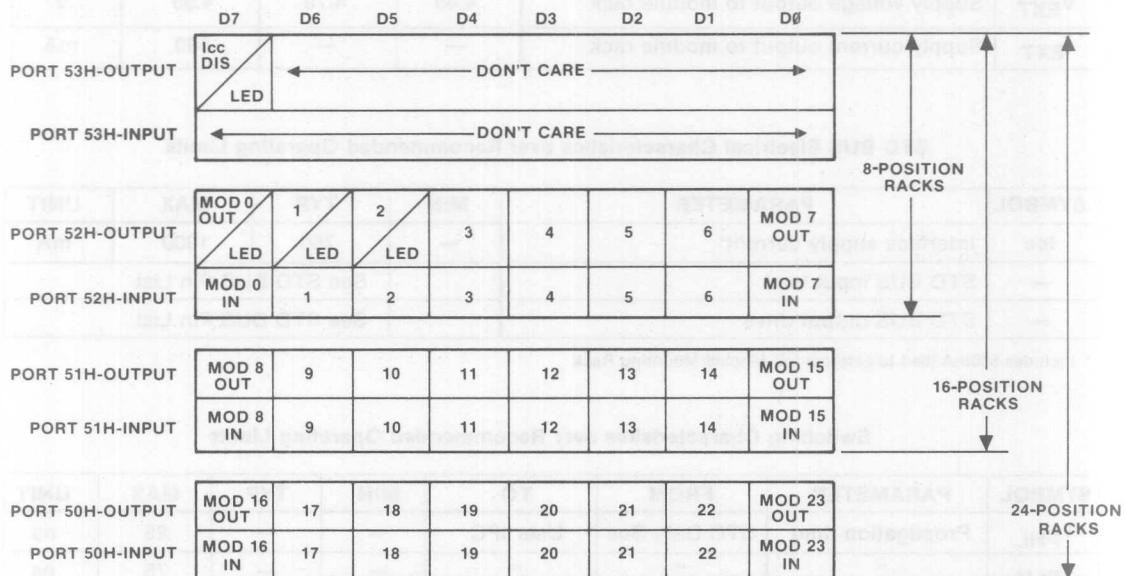 D7 D6 D5 D4 D3 D2 D1 DØ
PORT 53H-OUTPUT
Icc DIS
LED
DON'T CARE
PORT 53H-INPUT
DON'T CARE
8-POSITION RACKS
PORT 52H-OUTPUT
MOD 0 OUT
LED
1
LED
2
LED
3 4 5 6
MOD 7 OUT
PORT 52H-INPUT
MOD 0 IN
1 2 3 4 5 6
MOD 7 IN
PORT 51H-OUTPUT
MOD 8 OUT
9 10 11 12 13 14
MOD 15 OUT
16-POSITION RACKS
PORT 51H-INPUT
MOD 8 IN
9 10 11 12 13 14
MOD 15 IN
PORT 50H-OUTPUT
MOD 16 OUT
17 18 19 20 21 22
MOD 23 OUT
24-POSITION RACKS
PORT 50H-INPUT
MOD 16 IN
17 18 19 20 21 22
MOD 23 IN